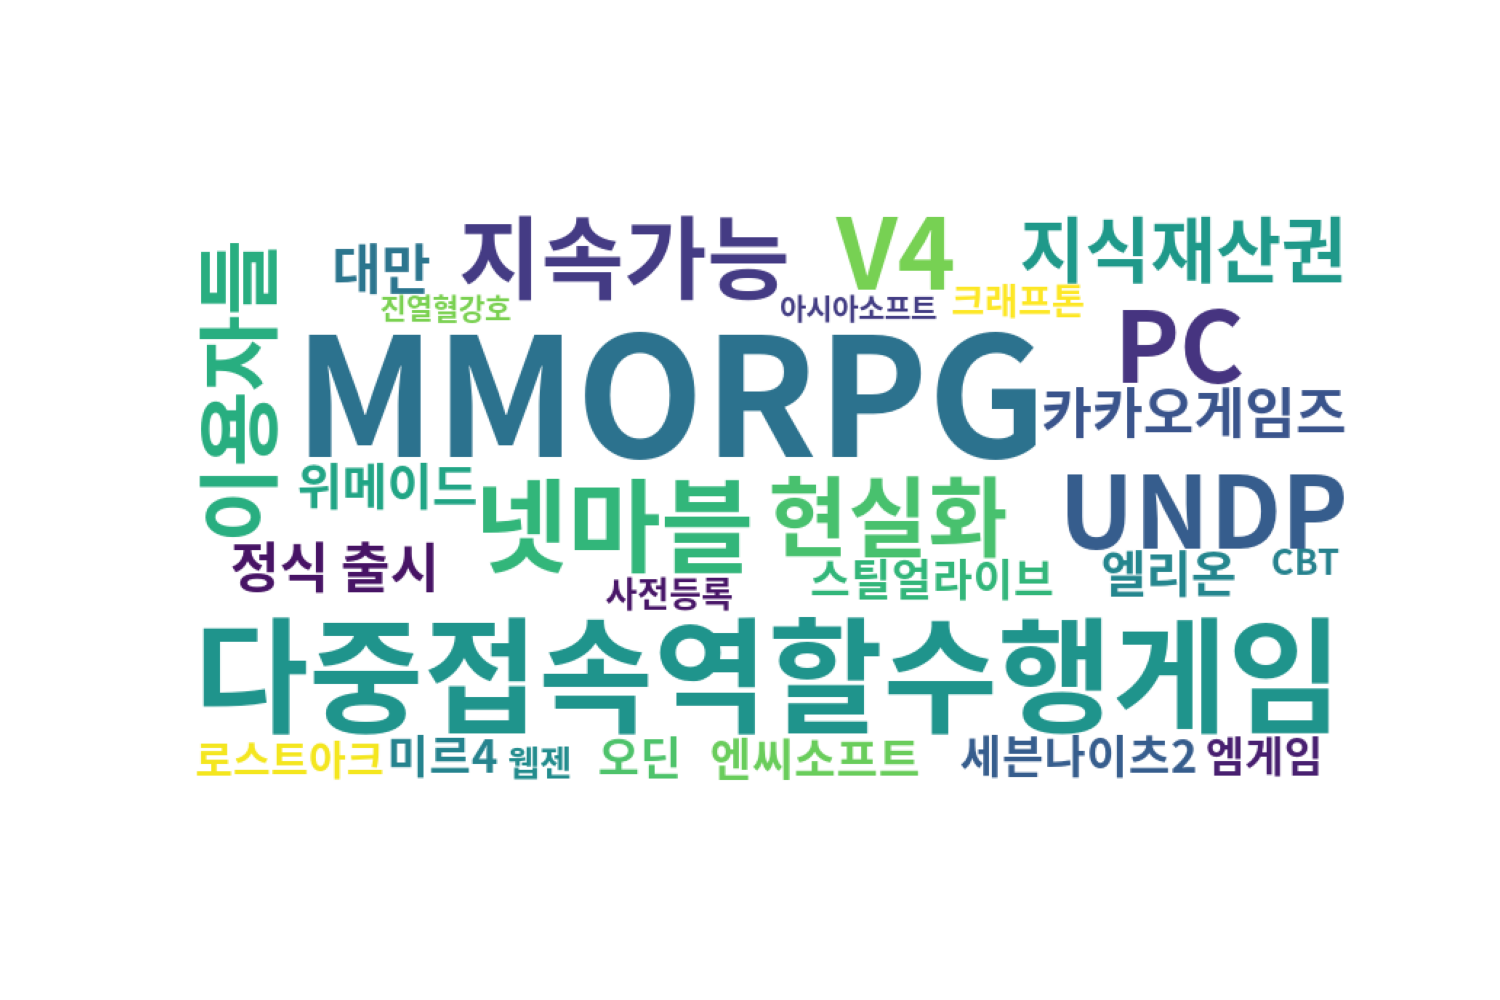 대만
지속가능
V4
지식재산권
이용자들
진열혈강호
아시아소프트
크래프톤
MMORPG
PC
카카오게임즈
위메이드
넷마블
현실화
UNDP
정식 출시
사전등록
스틸얼라이브
엘리온
CBT
다중접속역할수행게임
로스트아크
미르4
웹젠
오딘
엔씨소프트
세븐나이츠2
엠게임